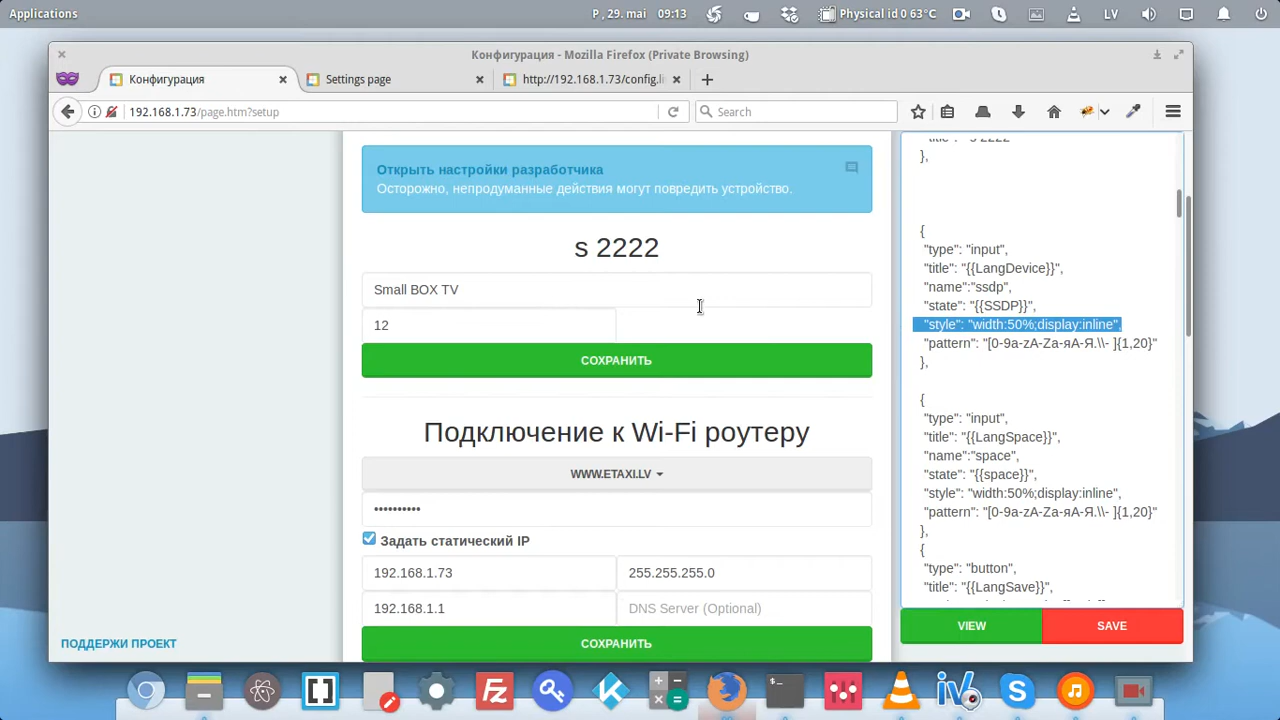 Applications
P , 29. mai 09:13
Physical id 0 63°C
LV
Конфигурация - Mozilla Firefox (Private Browsing)
Конфигурация
Settings page
http://192.168.1.73/config.li
192.168.1.73/page.htm?setup
Search
Открыть настройки разработчика
Осторожно, непродуманные действия могут повредить устройство.
s 2222
Small BOX TV
12
СОХРАНИТЬ
Подключение к Wi-Fi роутеру
WWW.ETAXI.LV
••••••••••
Задать статический IP
192.168.1.73
255.255.255.0
192.168.1.1
DNS Server (Optional)
СОХРАНИТЬ
ПОДДЕРЖИ ПРОЕКТ
},
{
"type": "input",
"title": "{{LangDevice}}",
"name":"ssdp",
"state": "{{SSDP}}",
"style": "width:50%;display:inline",
"pattern": "[0-9a-zA-Za-яА-Я.\\- ]{1,20}"
},
{
"type": "input",
"title": "{{LangSpace}}",
"name":"space",
"state": "{{space}}",
"style": "width:50%;display:inline",
"pattern": "[0-9a-zA-Za-яА-Я.\\- ]{1,20}"
},
{
"type": "button",
"title": "{{LangSave}}",
VIEW
SAVE